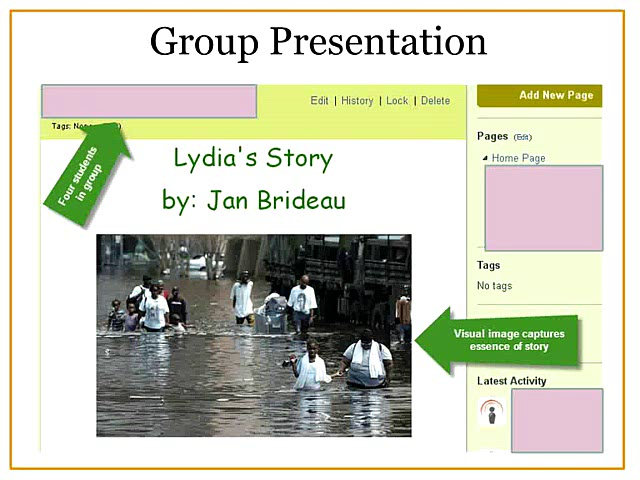 Group Presentation
Edit | History | Lock | Delete
Tags:
Four students
in group
Lydia's Story
by: Jan Brideau
Visual image captures
essence of story
Add New Page
Pages (Edit)
Home Page
Tags
No tags
Latest Activity